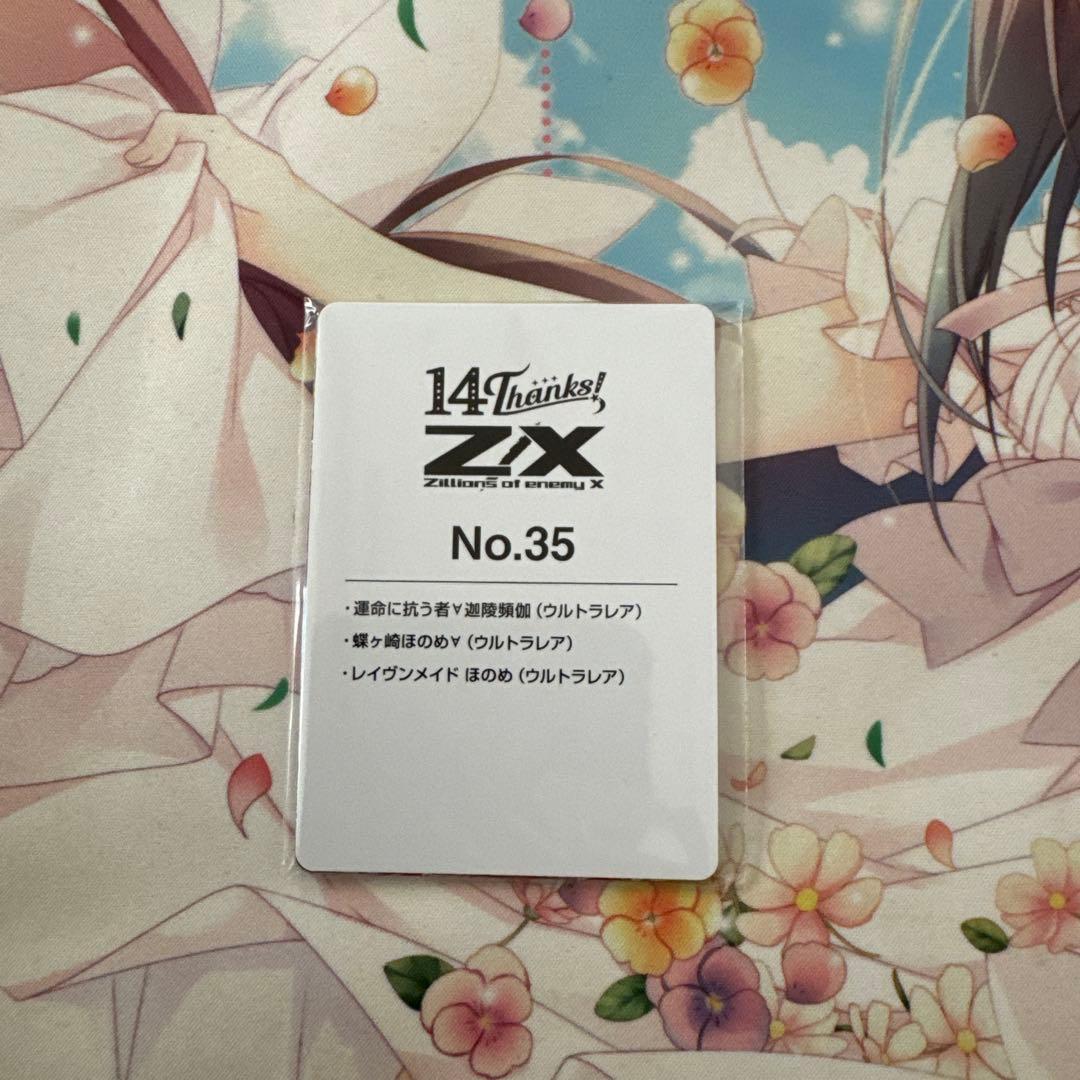 14Thanks!
Z/X
Zillions of enemy X
No.35
・運命に抗う者∀迦陵頻伽(ウルトラレア)
・蝶ヶ崎ほのめ∀(ウルトラレア)
・レイヴンメイド ほのめ(ウルトラレア)